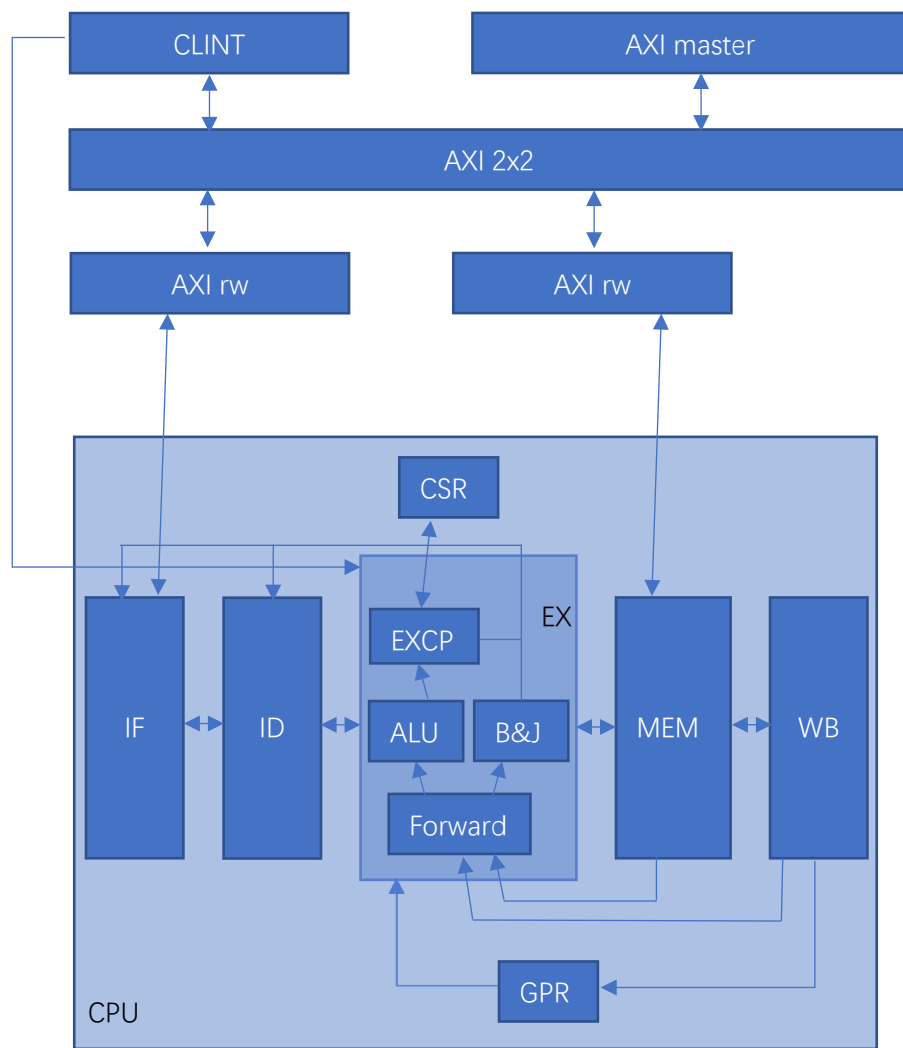 CLINT
AXI master
AXI 2x2
AXI rw
AXI rw
CSR
EX
EXCP
IF
ID
ALU
B&J
MEM
WB
Forward
GPR
CPU